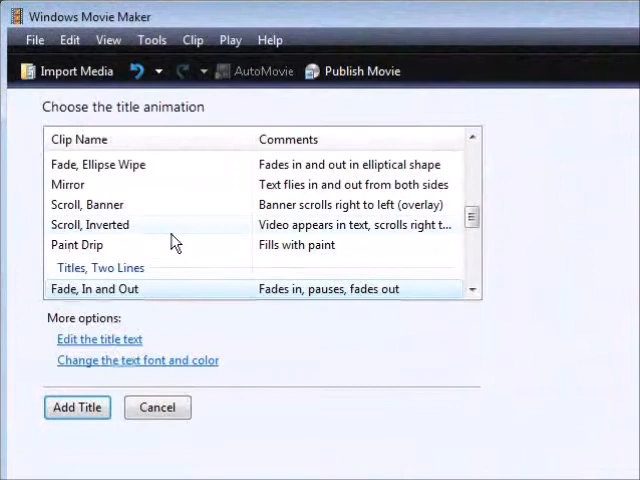 Windows Movie Maker
File Edit View Tools Clip Play Help
Import Media AutoMovie Publish Movie
Choose the title animation
Clip Name Comments
Fade, Ellipse Wipe Fades in and out in elliptical shape
Mirror Text flies in and out from both sides
Scroll, Banner Banner scrolls right to left (overlay)
Scroll, Inverted Video appears in text, scrolls right t...
Paint Drip Fills with paint
Titles, Two Lines
Fade, In and Out Fades in, pauses, fades out
More options:
Edit the title text
Change the text font and color
Add Title Cancel